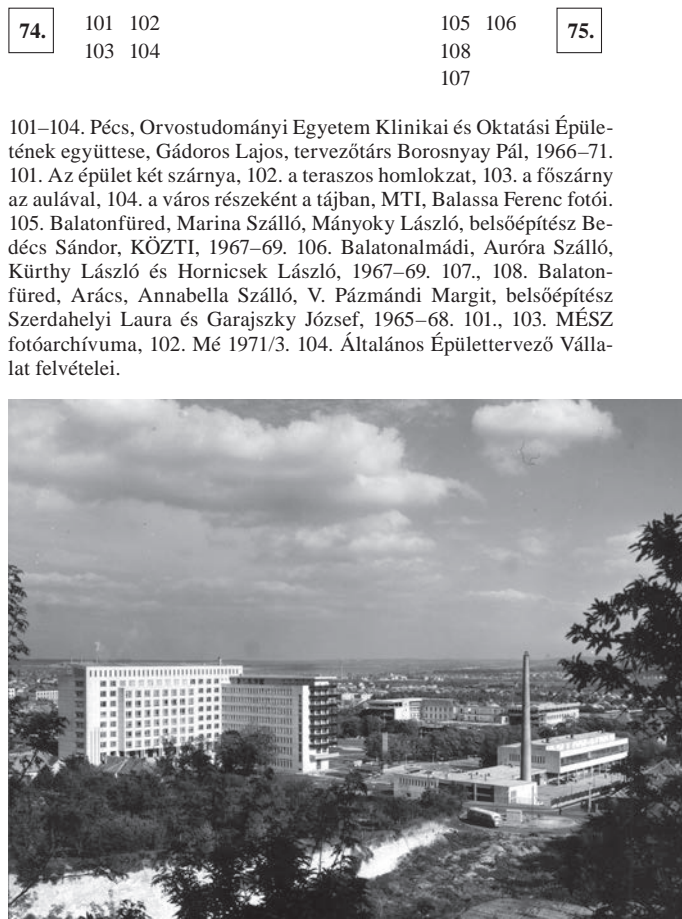 74. 101 102 105 106 75.
103 104 108
107
101–104. Pécs, Orvostudományi Egyetem Klinikai és Oktatási Épüle-
tének együttese, Gádoros Lajos, tervezőtárs Borosnyay Pál, 1966–71.
101. Az épület két szárnya, 102. a teraszos homlokzat, 103. a főszárny
az aulával, 104. a város részeként a tájban, MTI, Balassa Ferenc fotói.
105. Balatonfüred, Marina Szálló, Mányoky László, belsőépítész Be-
décs Sándor, KÖZTI, 1967–69. 106. Balatonalmádi, Auróra Szálló,
Kürthy László és Hornicsek László, 1967–69. 107., 108. Balaton-
füred, Arács, Annabella Szálló, V. Pázmándi Margit, belsőépítész
Szerdahelyi Laura és Garajszky József, 1965–68. 101., 103. MÉSZ
fotóarchívuma, 102. Mé 1971/3. 104. Általános Épülettervező Válla-
lat felvételei.